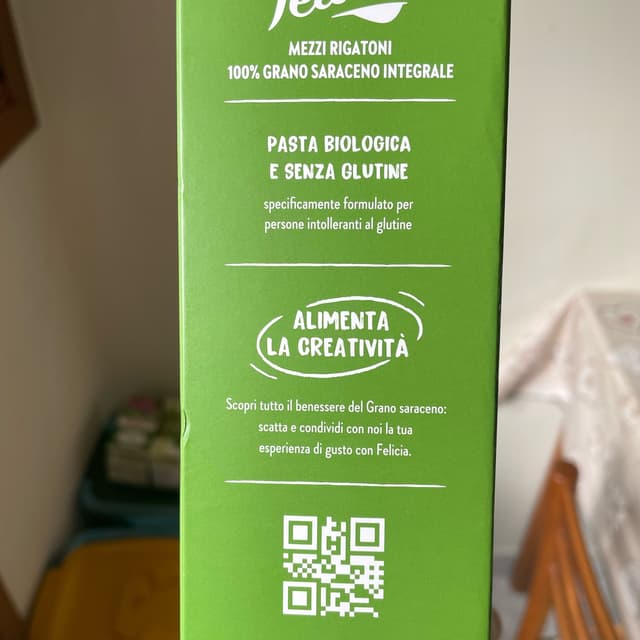 MEZZI RIGATONI
100% GRANO SARACENO INTEGRALE
PASTA BIOLOGICA
E SENZA GLUTINE
specificamente formulato per
persone intolleranti al glutine
ALIMENTA
LA CREATIVITÀ
Scopri tutto il benessere del Grano saraceno:
scatta e condividi con noi la tua
esperienza di gusto con Felicia.